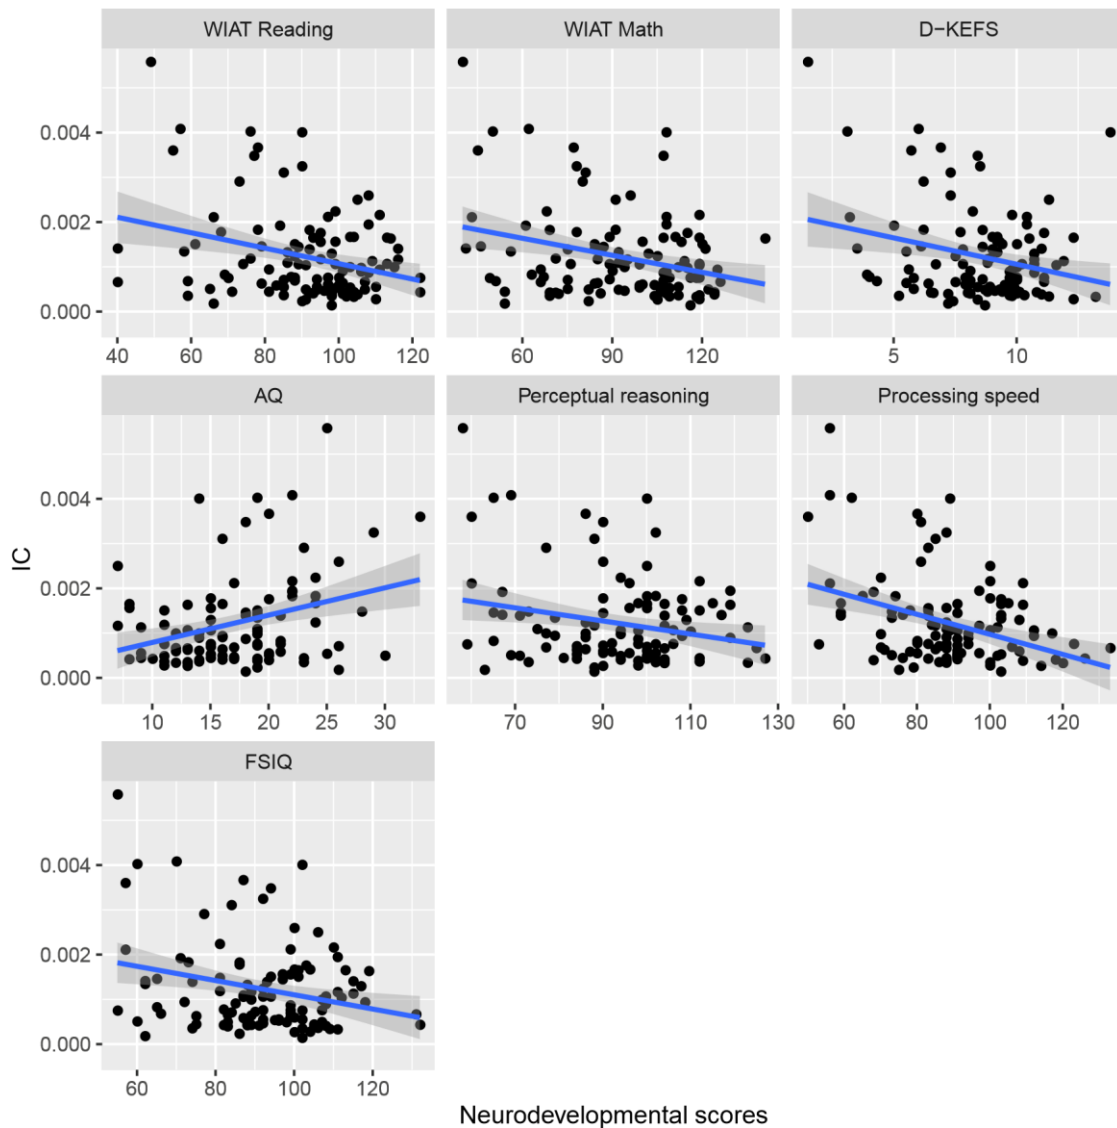 WIAT Reading WIAT Math D−KEFS
0.004
0.002
0.000
40 60 80 100 120 60 90 120 5 10
AQ Perceptual reasoning Processing speed
0.004
0.002
0.000
10 15 20 25 30 70 90 110 130 60 80 100 120
IC
FSIQ
0.004
0.002
0.000
60 80 100 120
Neurodevelopmental scores